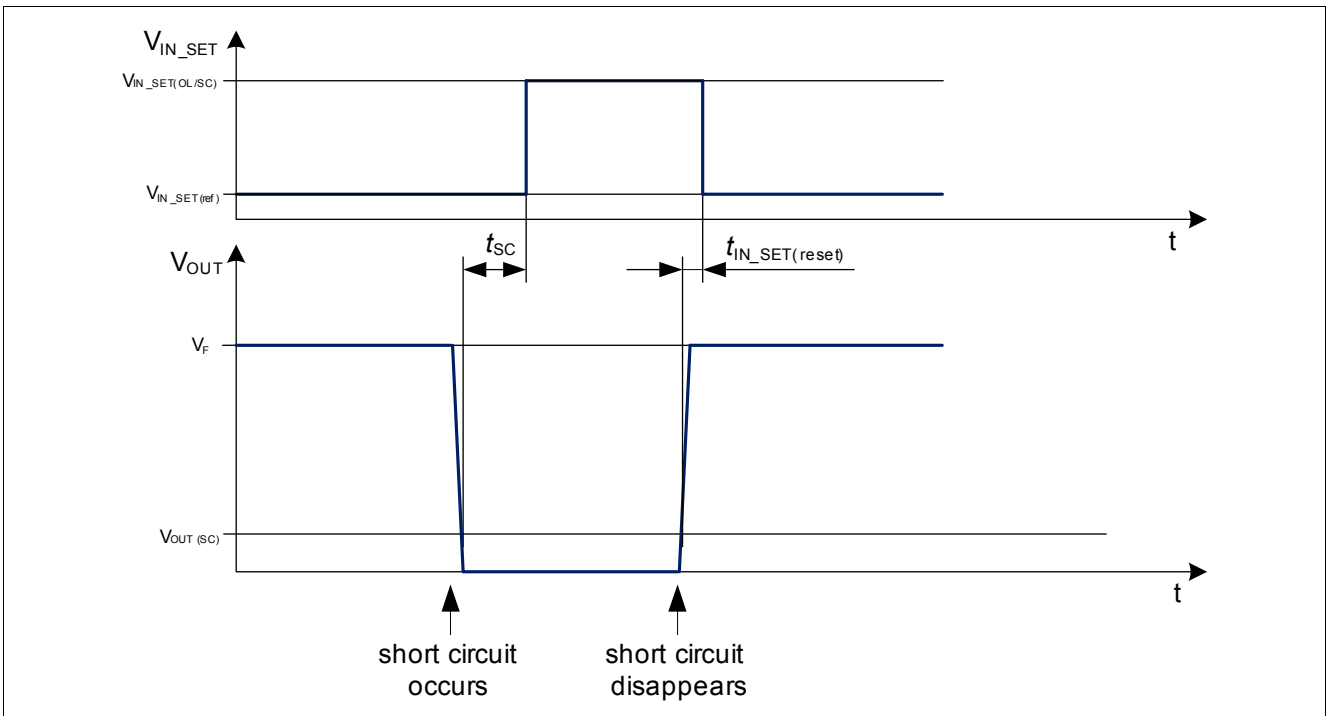 V_IN_SET
V_IN_SET(OL/SC)
V_IN_SET(ref)
t
t_SC
t_IN_SET(reset)
V_OUT
V_F
V_OUT(SC)
t
short circuit
occurs
short circuit
disappears